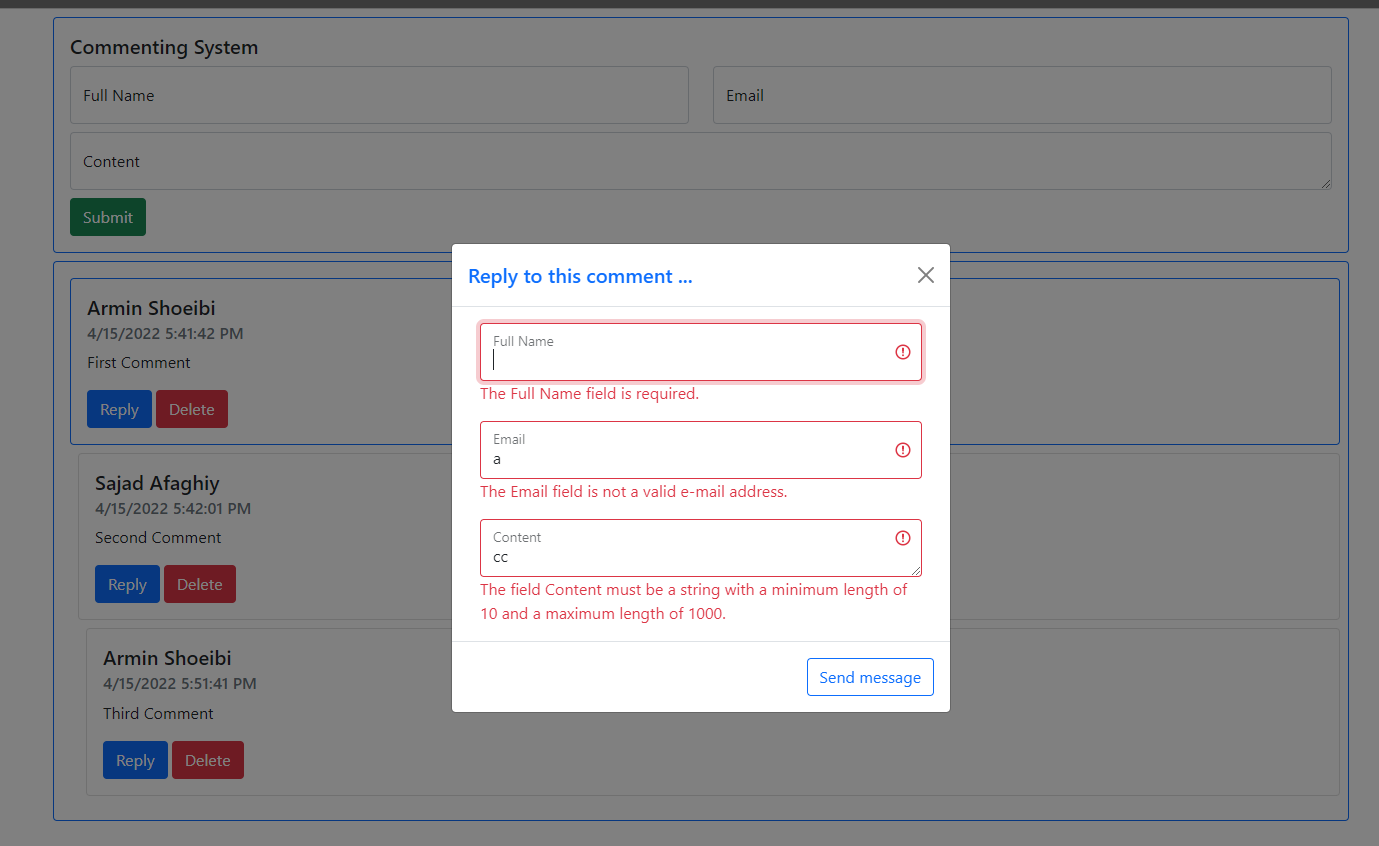 Commenting System
Full Name
Email
Content
Submit
Armin Shoeibi
4/15/2022 5:41:42 PM
First Comment
Reply
Delete
Sajad Afaghiy
4/15/2022 5:42:01 PM
Second Comment
Reply
Delete
Armin Shoeibi
4/15/2022 5:51:41 PM
Third Comment
Reply
Delete
Reply to this comment ...
Full Name
The Full Name field is required.
Email
a
The Email field is not a valid e-mail address.
Content
cc
The field Content must be a string with a minimum length of
10 and a maximum length of 1000.
Send message